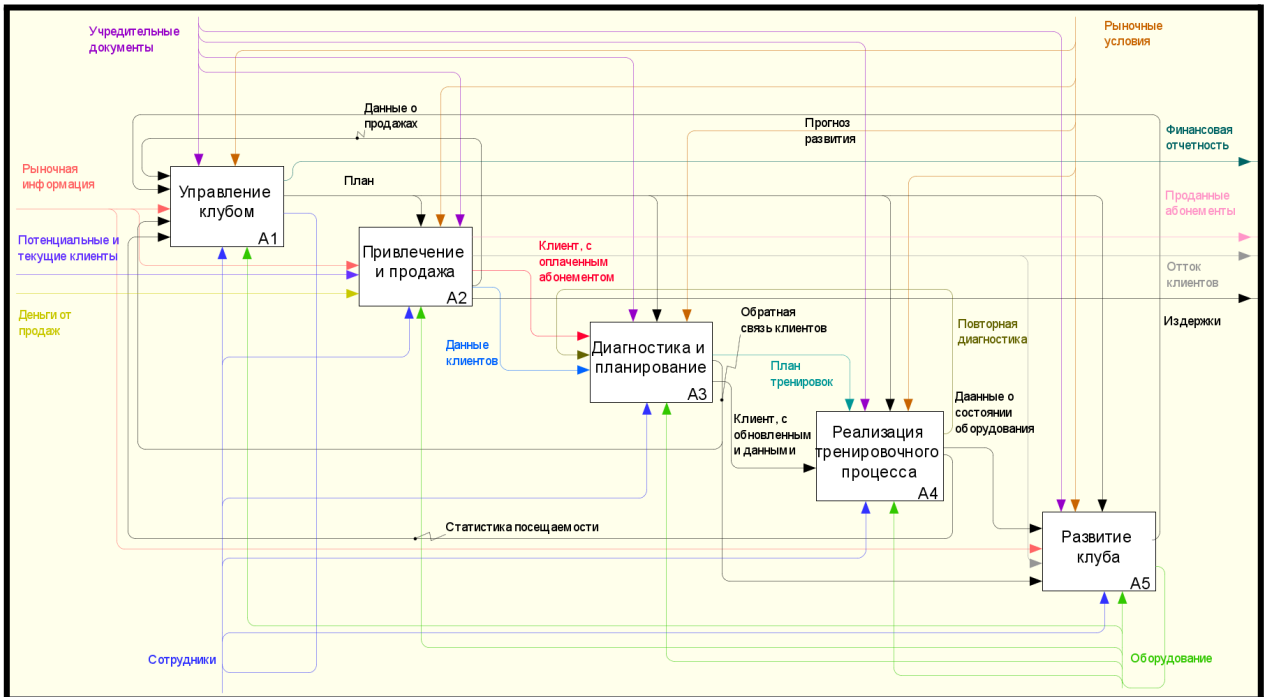 Учредительные
документы
Рыночные
условия
Данные о
продажах
Прогноз
развития
Финансовая
отчетность
Рыночная
информация
План
Управление
клубом
A1
Проданные
абонементы
Потенциальные и
текущие клиенты
Привлечение
и продажа
A2
Клиент, с
оплаченным
абонементом
Отток
клиентов
Деньги от
продаж
Обратная
связь клиентов
Издержки
Повторная
диагностика
Данные
клиентов
Диагностика и
планирование
A3
План
тренировок
Даанные о
состоянии
оборудования
Клиент, с
обновленным
и данными
Реализация
тренировочного
процесса
A4
Статистика посещаемости
Развитие
клуба
A5
Сотрудники
Оборудование